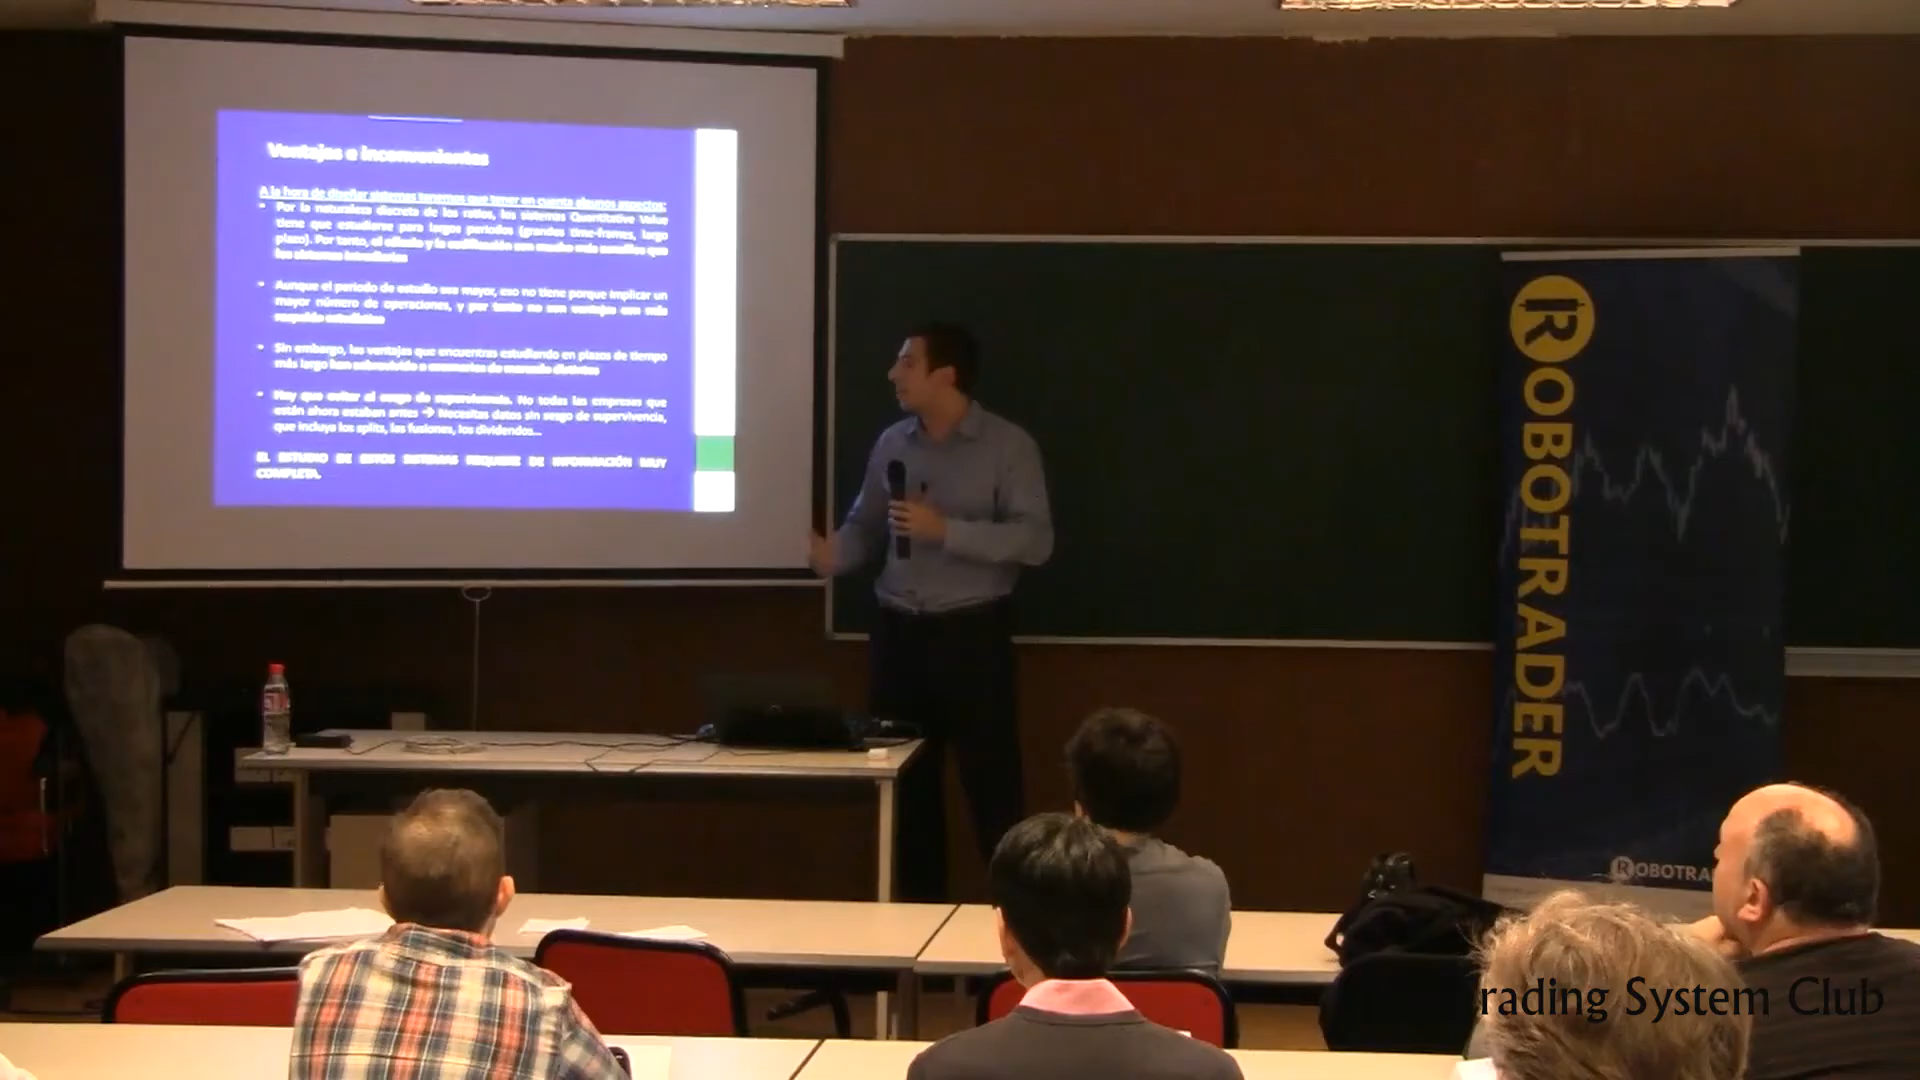 Ventajas e inconvenientes
A la hora de diseñar sistemas tenemos que tener en cuenta algunos aspectos:
• Por la naturaleza discreta de los ratios, los sistemas Quantitative Value
tiene que estudiarse para largos periodos (grandes time-frames, largo
plazo). Por tanto, el cálculo y la codificación son mucho más sencillos que
los sistemas intradiarios
• Aunque el periodo de estudio sea mayor, eso no tiene porque implicar un
mayor número de operaciones, y por tanto no son ventajas con más
respaldo estadístico
• Sin embargo, las ventajas que encuentras estudiando en plazos de tiempo
más largo han sobrevivido a escenarios de mercado distintos
• Hay que evitar el sesgo de supervivencia. No todas las empresas que
están ahora estaban antes → Necesitas datos sin sesgo de supervivencia,
que incluya los splits, las fusiones, los dividendos...
EL ESTUDIO DE ESTOS SISTEMAS REQUIERE DE INFORMACIÓN MUY
COMPLETA.
ROBOTRADER
ROBOTRA
rading System Club